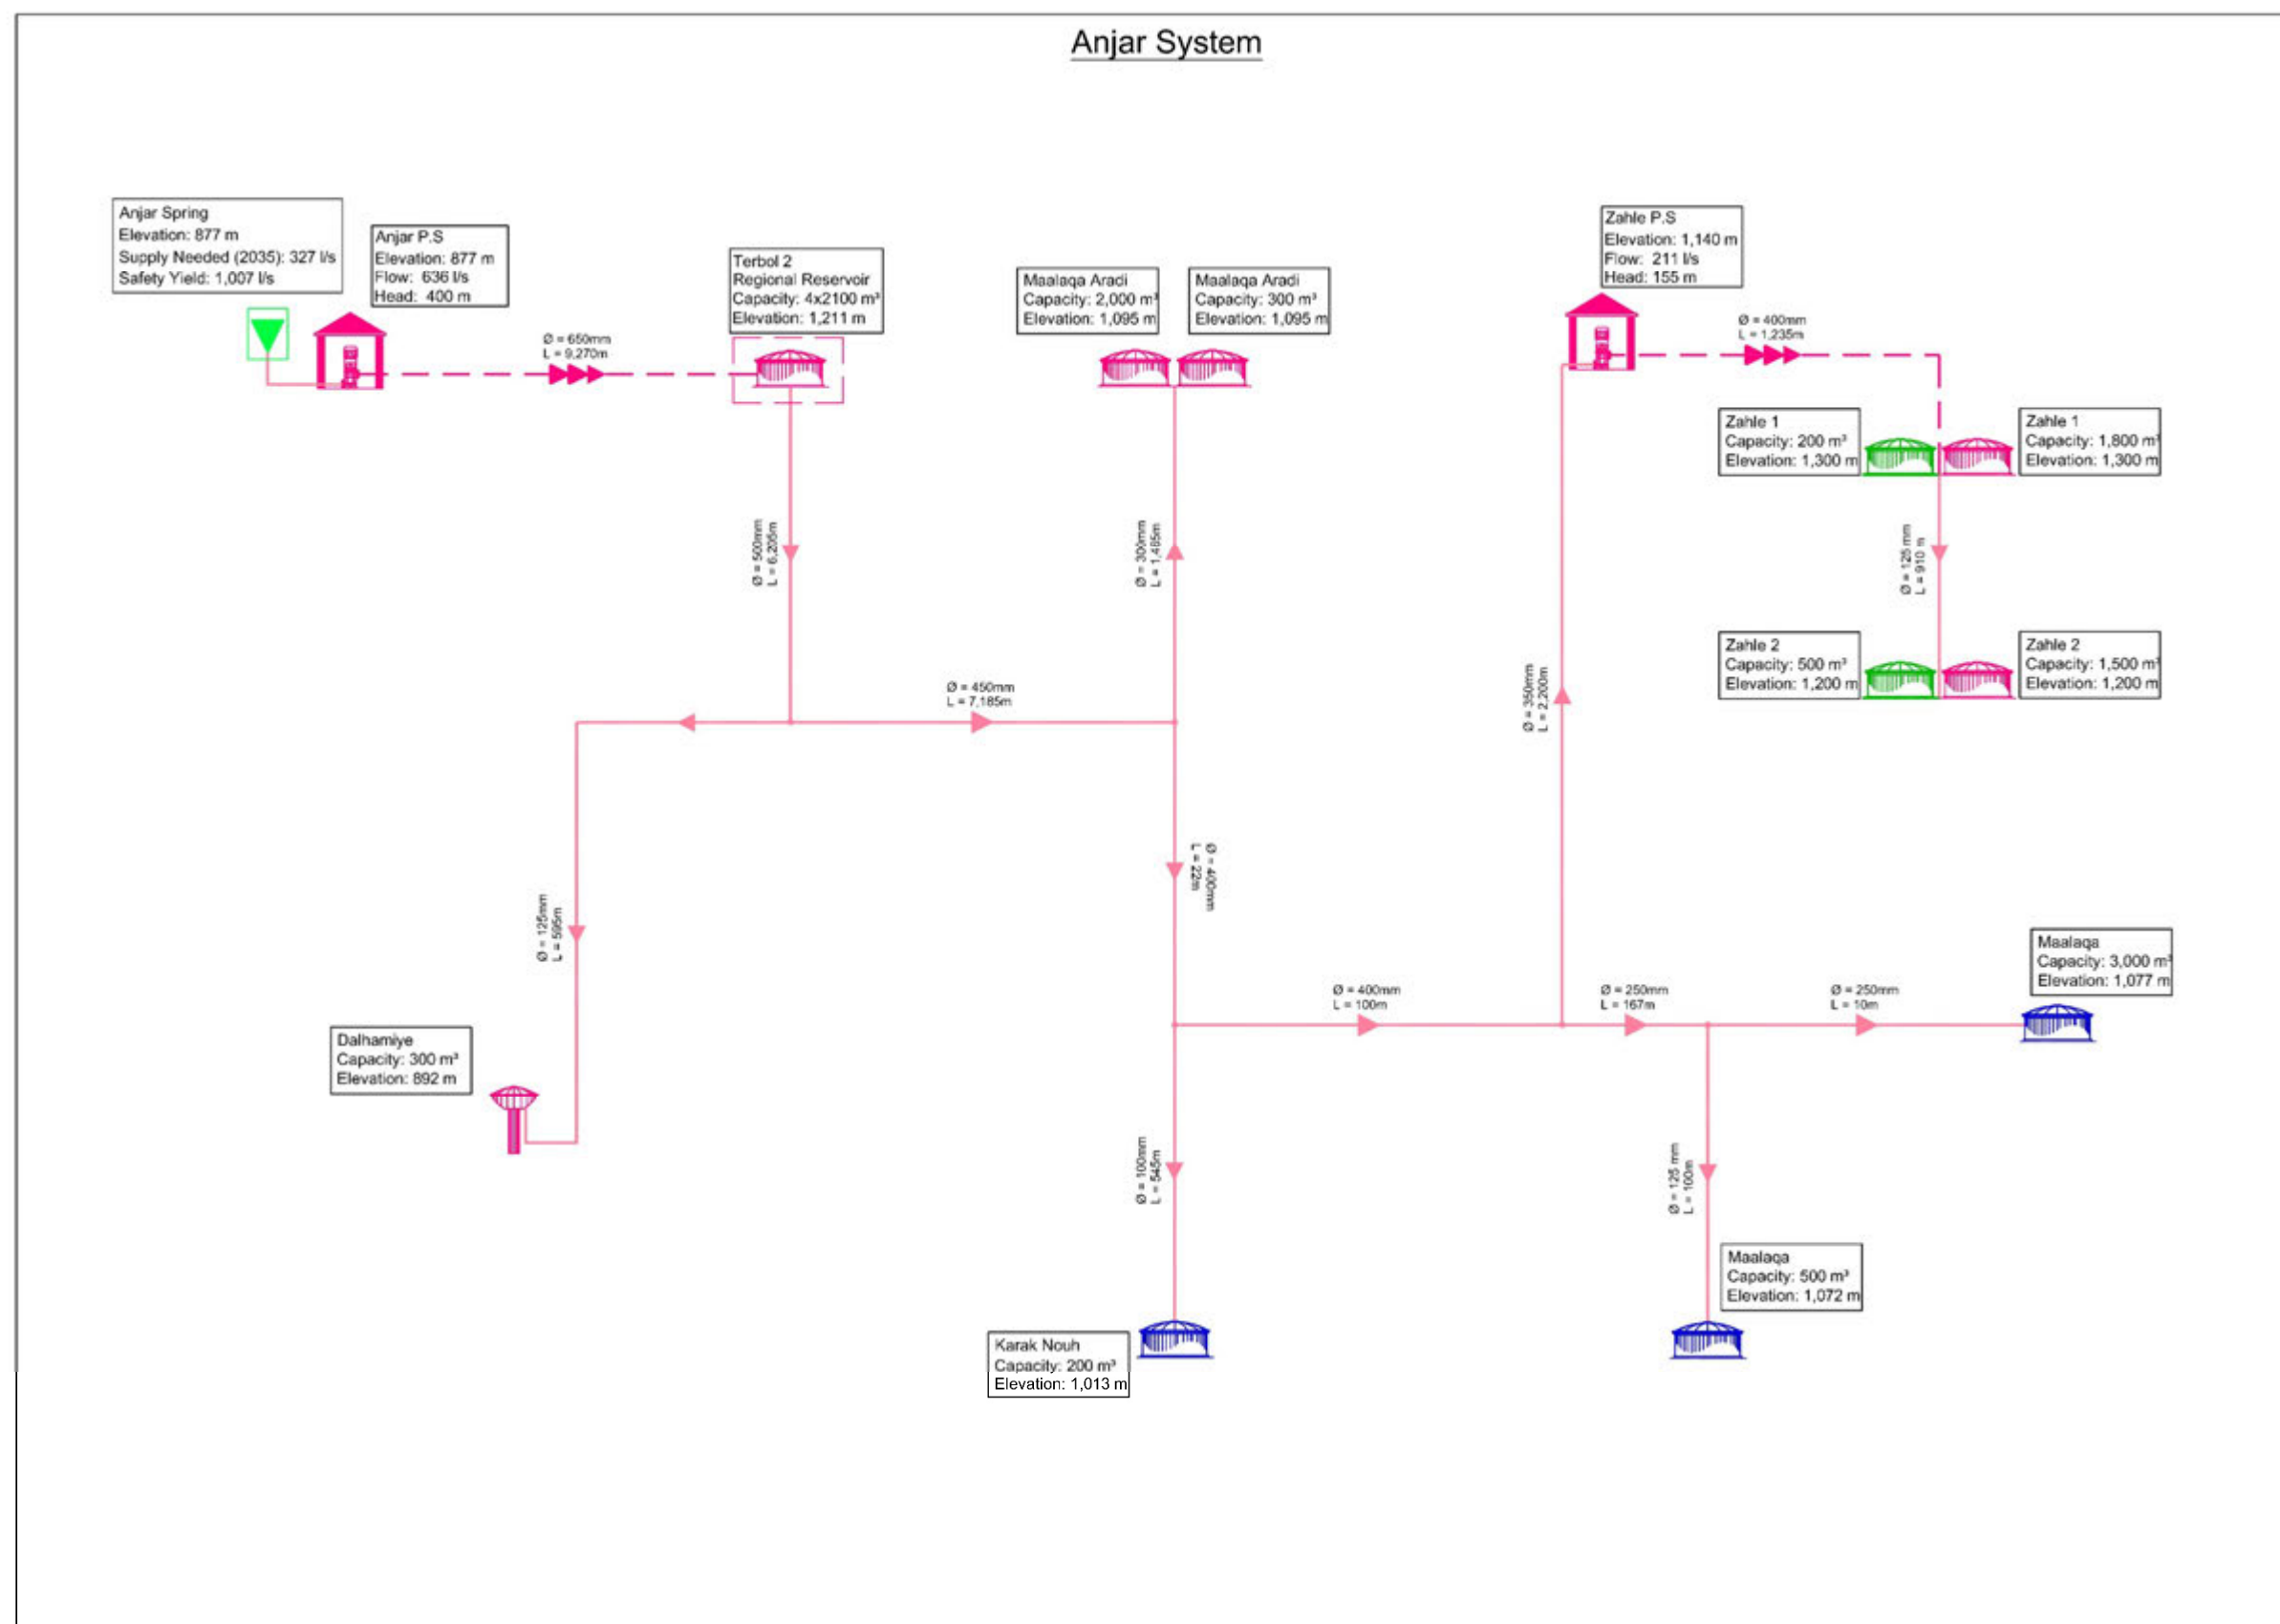 Anjar System
Anjar Spring
Elevation: 877 m
Supply Needed (2035): 327 l/s
Safety Yield: 1,007 l/s
Anjar P.S
Elevation: 877 m
Flow: 636 l/s
Head: 400 m
Ø = 650mm
L = 9,270m
Terbol 2
Regional Reservoir
Capacity: 4x2100 m³
Elevation: 1,211 m
Maalaqa Aradi
Capacity: 2,000 m³
Elevation: 1,095 m
Maalaqa Aradi
Capacity: 300 m³
Elevation: 1,095 m
Zahle P.S
Elevation: 1,140 m
Flow: 211 l/s
Head: 155 m
Ø = 400mm
L = 1,235m
Zahle 1
Capacity: 200 m³
Elevation: 1,300 m
Zahle 1
Capacity: 1,800 m³
Elevation: 1,300 m
Ø = 500mm
L = 6,205m
Ø = 300mm
L = 1,465m
Ø = 125 mm
L = 910 m
Zahle 2
Capacity: 500 m³
Elevation: 1,200 m
Zahle 2
Capacity: 1,500 m³
Elevation: 1,200 m
Ø = 450mm
L = 7,185m
Ø = 350mm
L = 2,200m
Ø = 400mm
L = 22m
Ø = 125mm
L = 595m
Dalhamiye
Capacity: 300 m³
Elevation: 892 m
Ø = 400mm
L = 100m
Ø = 250mm
L = 167m
Ø = 250mm
L = 10m
Maalaqa
Capacity: 3,000 m³
Elevation: 1,077 m
Ø = 100mm
L = 545m
Ø = 125 mm
L = 100m
Maalaqa
Capacity: 500 m³
Elevation: 1,072 m
Karak Nouh
Capacity: 200 m³
Elevation: 1,013 m